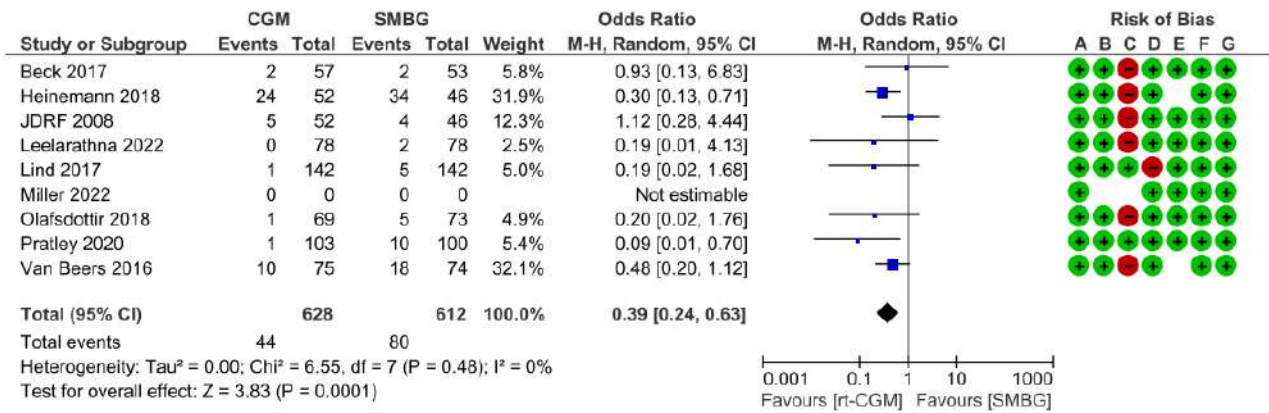 CGM SMBG Odds Ratio Odds Ratio Risk of Bias
Study or Subgroup Events Total Events Total Weight M-H, Random, 95% CI M-H, Random, 95% CI A B C D E F G
Beck 2017 2 57 2 53 5.8% 0.93 [0.13, 6.83] + + − + + + +
Heinemann 2018 24 52 34 46 31.9% 0.30 [0.13, 0.71] + + − + + +
JDRF 2008 5 52 4 46 12.3% 1.12 [0.28, 4.44] + + − + + + +
Leelarathna 2022 0 78 2 78 2.5% 0.19 [0.01, 4.13] + + − + + + +
Lind 2017 1 142 5 142 5.0% 0.19 [0.02, 1.68] + + + − + + +
Miller 2022 0 0 0 0 Not estimable + + + + +
Olafsdottir 2018 1 69 5 73 4.9% 0.20 [0.02, 1.76] + + − + + + +
Pratley 2020 1 103 10 100 5.4% 0.09 [0.01, 0.70] + + + + + + +
Van Beers 2016 10 75 18 74 32.1% 0.48 [0.20, 1.12] + + − + + +
Total (95% CI) 628 612 100.0% 0.39 [0.24, 0.63]
Total events 44 80
Heterogeneity: Tau² = 0.00; Chi² = 6.55, df = 7 (P = 0.48); I² = 0%
Test for overall effect: Z = 3.83 (P = 0.0001)
0.001 0.1 1 10 1000
Favours [rt-CGM] Favours [SMBG]